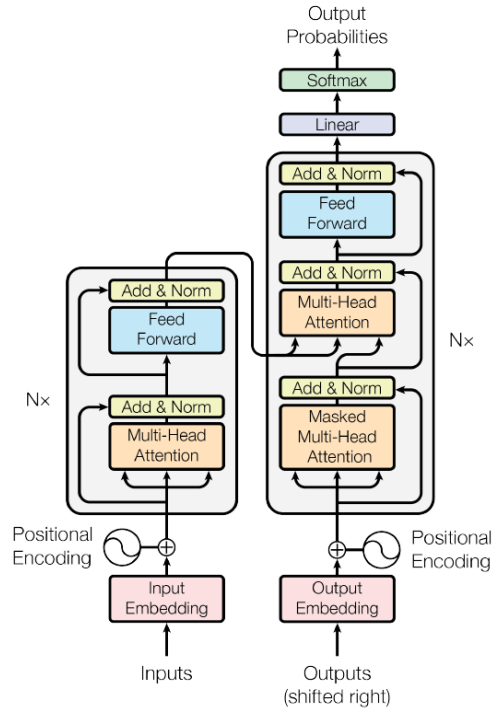 Output
Probabilities
Softmax
Linear
Add & Norm
Feed
Forward
Add & Norm
Multi-Head
Attention
Add & Norm
Masked
Multi-Head
Attention
N×
Add & Norm
Feed
Forward
Add & Norm
Multi-Head
Attention
N×
Positional
Encoding
Positional
Encoding
Input
Embedding
Output
Embedding
Inputs
Outputs
(shifted right)